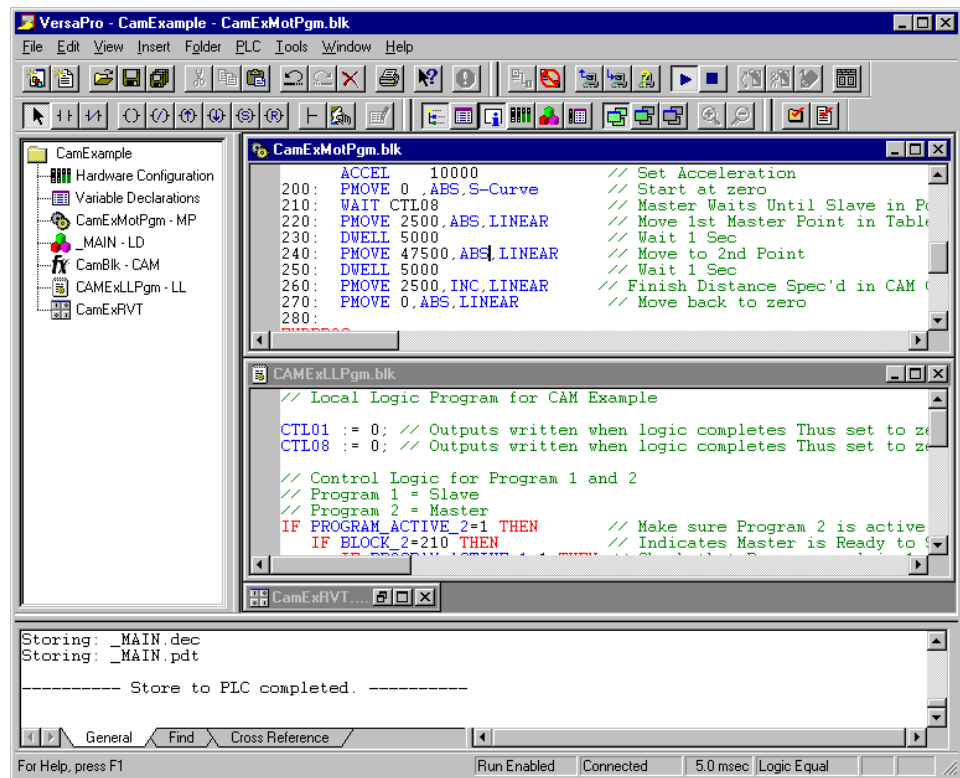 VersaPro - CamExample - CamExMotPgm.blk
File Edit View Insert Folder PLC Tools Window Help
CamExample
Hardware Configuration
Variable Declarations
CamExMotPgm - MP
_MAIN - LD
CamBlk - CAM
CAMExLLPgm - LL
CamExRVT
CamExMotPgm.blk
ACCEL 10000 // Set Acceleration
200: PMOVE 0 ,ABS,S-Curve // Start at zero
210: WAIT CTL08 // Master Waits Until Slave in Po
220: PMOVE 2500,ABS,LINEAR // Move 1st Master Point in Table
230: DWELL 5000 // Wait 1 Sec
240: PMOVE 47500,ABS,LINEAR // Move to 2nd Point
250: DWELL 5000 // Wait 1 Sec
260: PMOVE 2500,INC,LINEAR // Finish Distance Spec'd in CAM
270: PMOVE 0,ABS,LINEAR // Move back to zero
280:
CAMExLLPgm.blk
// Local Logic Program for CAM Example
CTL01 := 0; // Outputs written when logic completes Thus set to ze
CTL08 := 0; // Outputs written when logic completes Thus set to ze
// Control Logic for Program 1 and 2
// Program 1 = Slave
// Program 2 = Master
IF PROGRAM_ACTIVE_2=1 THEN // Make sure Program 2 is active
IF BLOCK_2=210 THEN // Indicates Master is Ready to
CamExRVT....
Storing: _MAIN.dec
Storing: _MAIN.pdt
---------- Store to PLC completed. ----------
General Find Cross Reference
For Help, press F1 Run Enabled Connected 5.0 msec Logic Equal